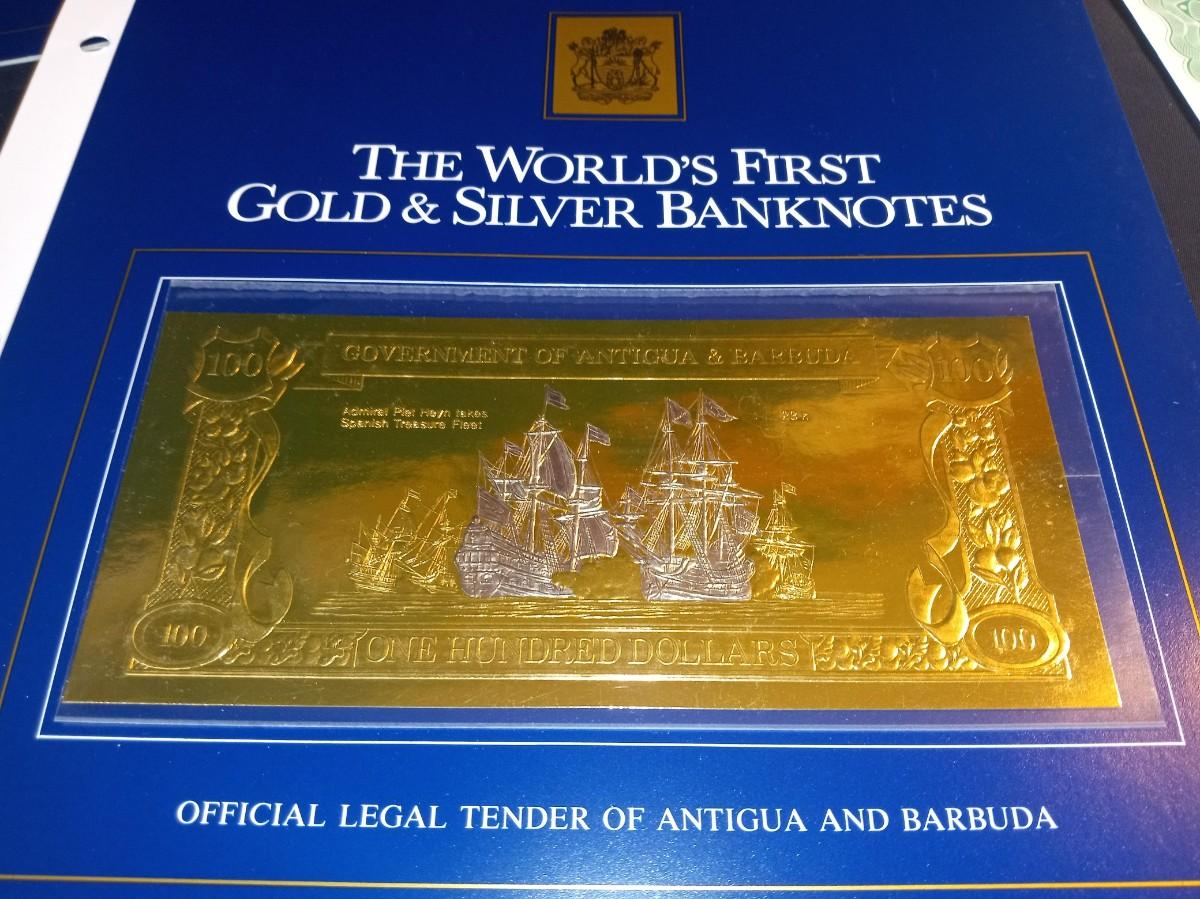 THE WORLD'S FIRST
GOLD & SILVER BANKNOTES
100
GOVERNMENT OF ANTIGUA & BARBUDA
100
Admiral Piet Heyn takes
Spanish Treasure Fleet
100
ONE HUNDRED DOLLARS
100
OFFICIAL LEGAL TENDER OF ANTIGUA AND BARBUDA